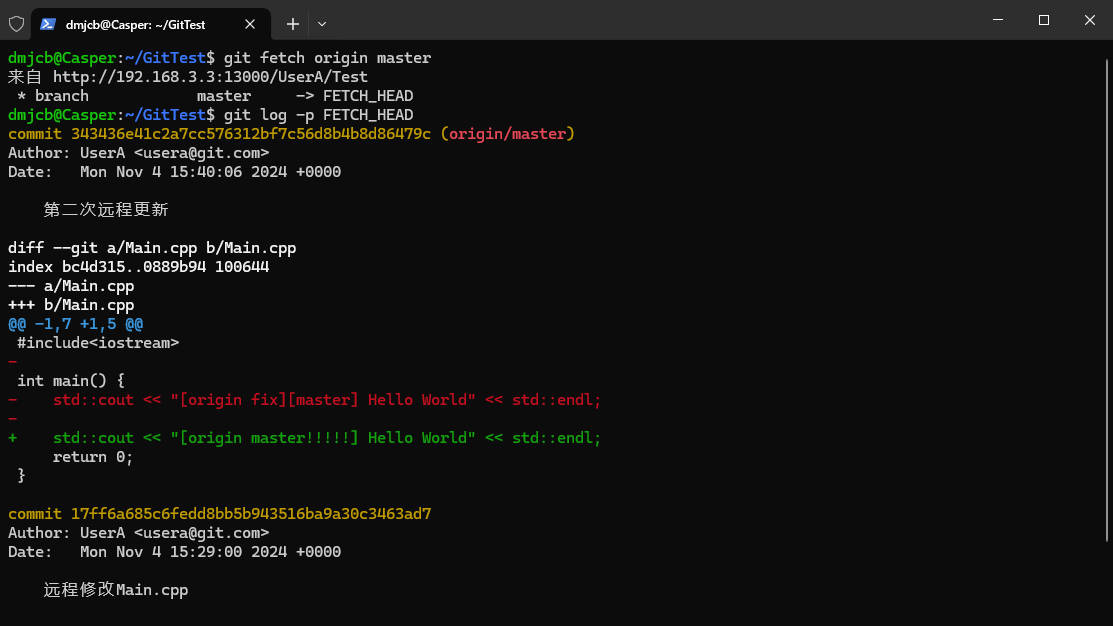 dmjcb@Casper: ~/GitTest
dmjcb@Casper:~/GitTest$ git fetch origin master
来自 http://192.168.3.3:13000/UserA/Test
 * branch            master     -> FETCH_HEAD
dmjcb@Casper:~/GitTest$ git log -p FETCH_HEAD
commit 343436e41c2a7cc576312bf7c56d8b4b8d86479c (origin/master)
Author: UserA <usera@git.com>
Date:   Mon Nov 4 15:40:06 2024 +0000
    第二次远程更新
diff --git a/Main.cpp b/Main.cpp
index bc4d315..0889b94 100644
--- a/Main.cpp
+++ b/Main.cpp
@@ -1,7 +1,5 @@
 #include<iostream>
-
 int main() {
-    std::cout << "[origin fix][master] Hello World" << std::endl;
-
+    std::cout << "[origin master!!!!!] Hello World" << std::endl;
     return 0;
 }
commit 17ff6a685c6fedd8bb5b943516ba9a30c3463ad7
Author: UserA <usera@git.com>
Date:   Mon Nov 4 15:29:00 2024 +0000
    远程修改Main.cpp